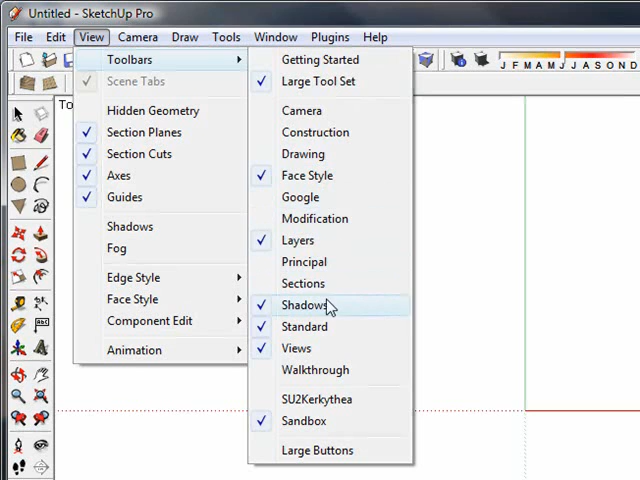 Untitled - SketchUp Pro
File Edit View Camera Draw Tools Window Plugins Help
J F M A M J J A S O N D
To
Toolbars
Scene Tabs
Hidden Geometry
Section Planes
Section Cuts
Axes
Guides
Shadows
Fog
Edge Style
Face Style
Component Edit
Animation
Getting Started
Large Tool Set
Camera
Construction
Drawing
Face Style
Google
Modification
Layers
Principal
Sections
Shadows
Standard
Views
Walkthrough
SU2Kerkythea
Sandbox
Large Buttons